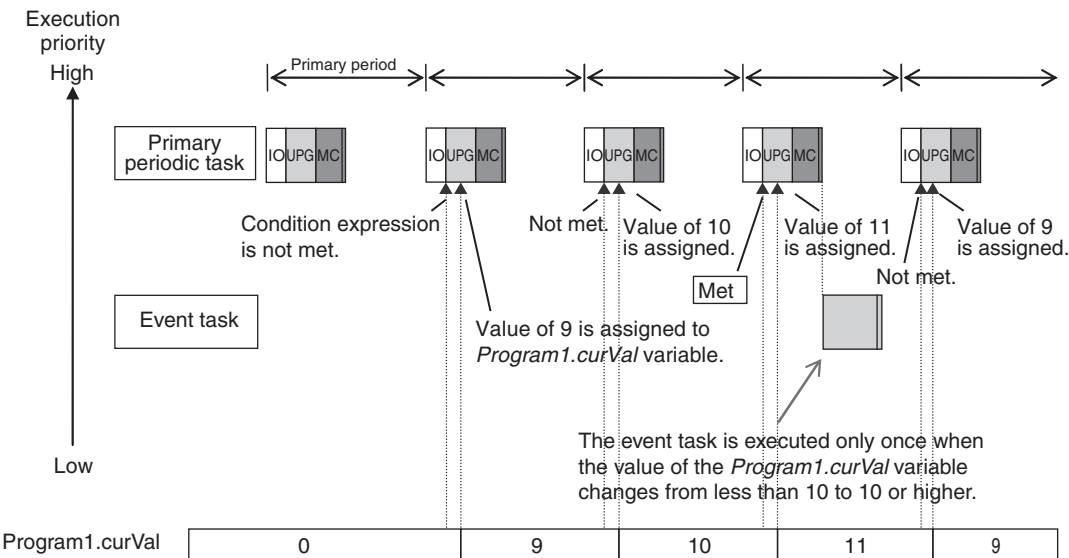 Execution
priority
High
Primary period
Primary
periodic task
IO UPG MC
IO UPG MC
IO UPG MC
IO UPG MC
IO UPG MC
Condition expression
is not met.
Not met.
Value of 10
is assigned.
Value of 11
is assigned.
Value of 9
is assigned.
Not met.
Met
Event task
Value of 9 is assigned to
Program1.curVal variable.
The event task is executed only once when
the value of the Program1.curVal variable
changes from less than 10 to 10 or higher.
Low
Program1.curVal
0 9 10 11 9